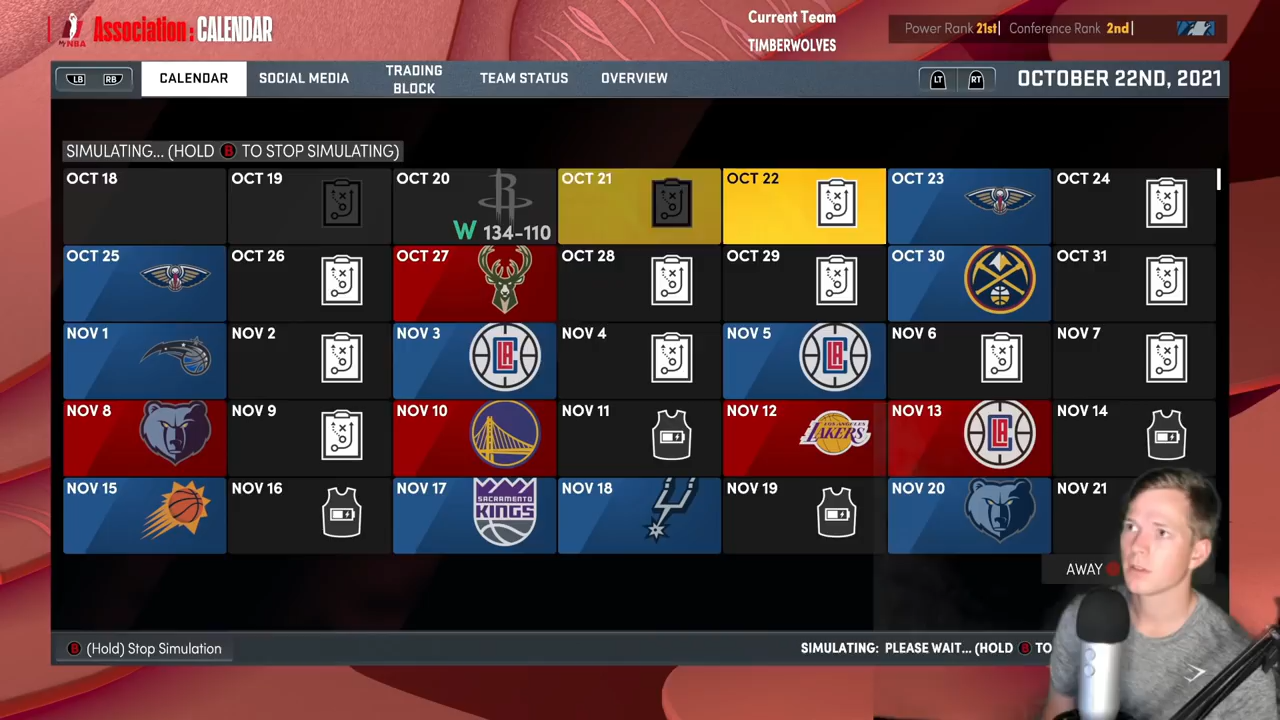 MyNBA Association: CALENDAR
Current Team
TIMBERWOLVES
Power Rank 21st| Conference Rank 2nd|
LB RB CALENDAR SOCIAL MEDIA TRADING BLOCK TEAM STATUS OVERVIEW LT RT OCTOBER 22ND, 2021
SIMULATING... (HOLD B TO STOP SIMULATING)
OCT 18 OCT 19 OCT 20 OCT 21 OCT 22 OCT 23 OCT 24
R
W 134-110
OCT 25 OCT 26 OCT 27 OCT 28 OCT 29 OCT 30 OCT 31
NOV 1 NOV 2 NOV 3 NOV 4 NOV 5 NOV 6 NOV 7
LA LA
NOV 8 NOV 9 NOV 10 NOV 11 NOV 12 NOV 13 NOV 14
LOS ANGELES
LAKERS LA
NOV 15 NOV 16 NOV 17 NOV 18 NOV 19 NOV 20 NOV 21
SACRAMENTO
KINGS
AWAY
B (Hold) Stop Simulation SIMULATING: PLEASE WAIT... (HOLD B TO